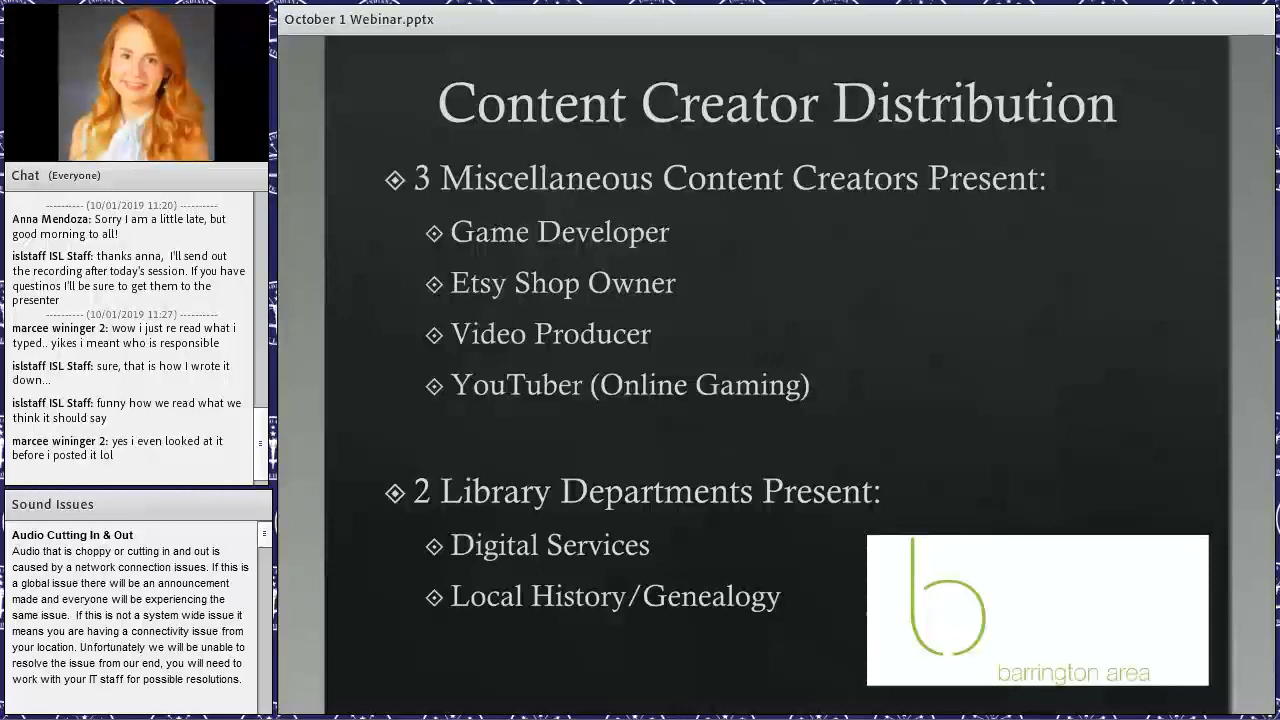 October 1 Webinar.pptx
Chat (Everyone)
---------- (10/01/2019 11:20) ----------
Anna Mendoza: Sorry I am a little late, but
good morning to all!
islstaff ISL Staff: thanks anna, I'll send out
the recording after today's session. If you have
questinos I'll be sure to get them to the
presenter
---------- (10/01/2019 11:27) ----------
marcee wininger 2: wow i just re read what i
typed.. yikes i meant who is responsible
islstaff ISL Staff: sure, that is how I wrote it
down...
islstaff ISL Staff: funny how we read what we
think it should say
marcee wininger 2: yes i even looked at it
before i posted it lol
Sound Issues
Audio Cutting In & Out
Audio that is choppy or cutting in and out is
caused by a network connection issues. If this is
a global issue there will be an announcement
made and everyone will be experiencing the
same issue. If this is not a system wide issue it
means you are having a connectivity issue from
your location. Unfortunately we will be unable to
resolve the issue from our end, you will need to
work with your IT staff for possible resolutions.
Content Creator Distribution
3 Miscellaneous Content Creators Present:
Game Developer
Etsy Shop Owner
Video Producer
YouTuber (Online Gaming)
2 Library Departments Present:
Digital Services
Local History/Genealogy
b
barrington area